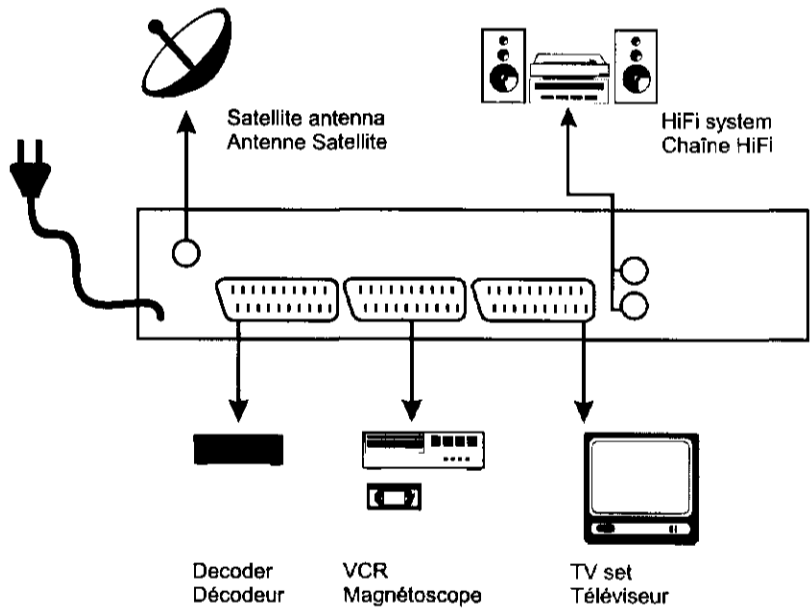 Satellite antenna
Antenne Satellite
HiFi system
Chaîne HiFi
Decoder
Décodeur
VCR
Magnétoscope
TV set
Téléviseur